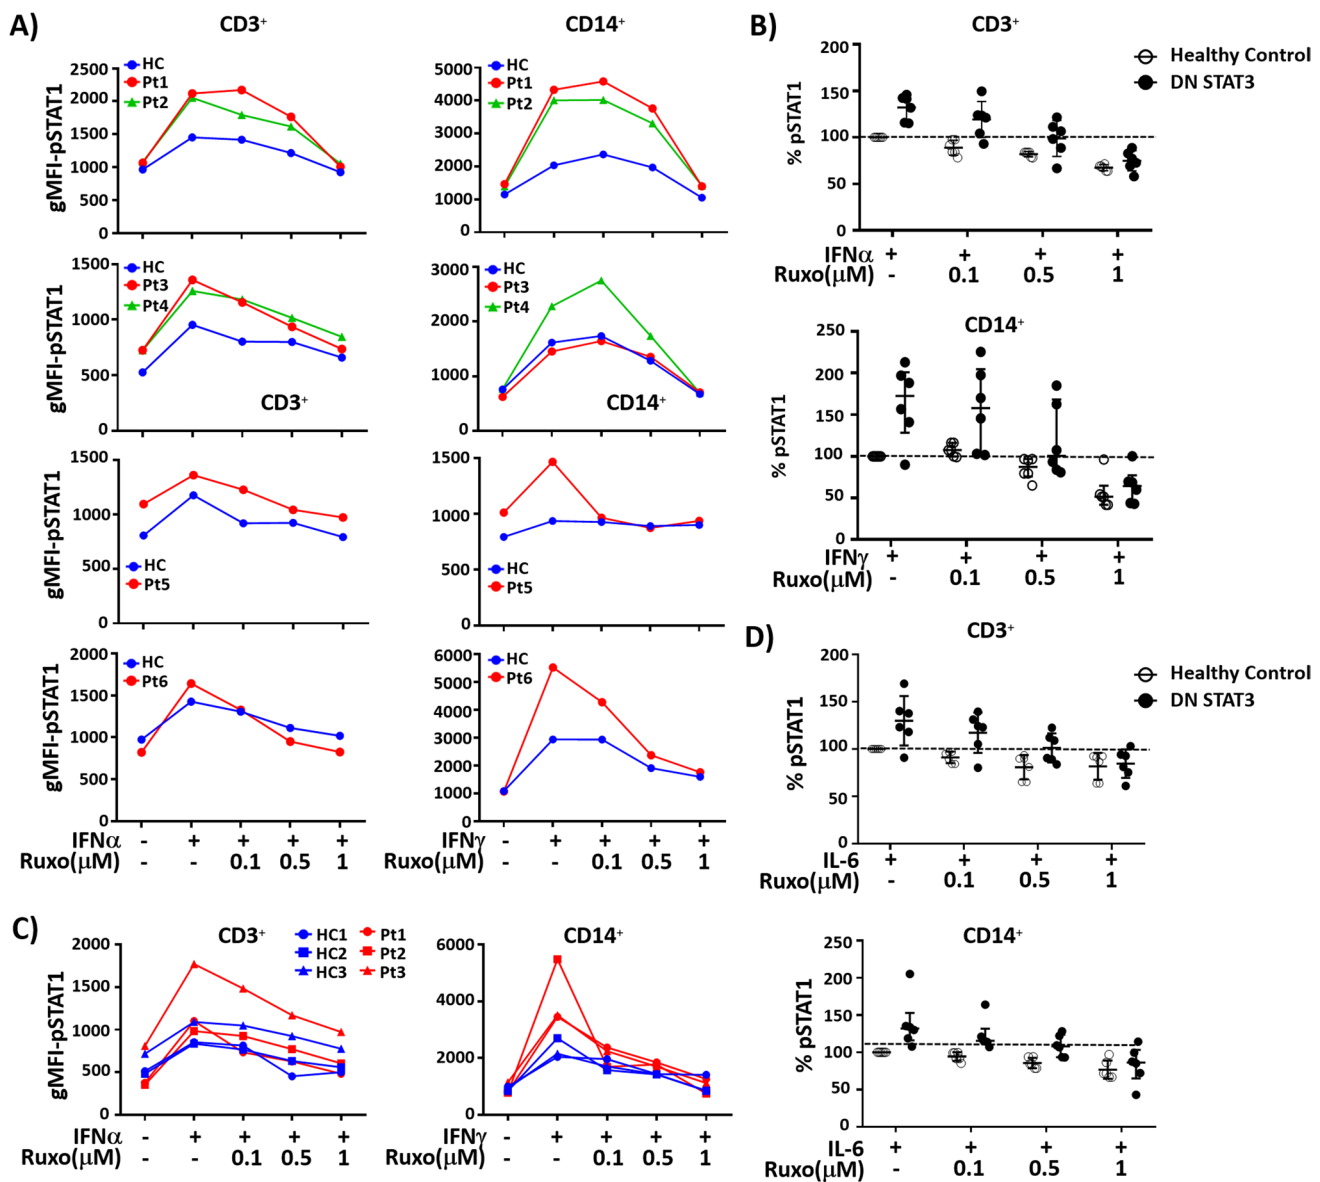 A)
CD3+
CD14+
gMFI-pSTAT1
2500
2000
1500
1000
500
0
HC
Pt1
Pt2
5000
4000
3000
2000
1000
0
HC
Pt1
Pt2
gMFI-pSTAT1
1500
1000
500
0
HC
Pt3
Pt4
3000
2000
1000
0
HC
Pt3
Pt4
CD3+
CD14+
gMFI-pSTAT1
1500
1000
500
0
HC
Pt5
1500
1000
500
0
HC
Pt5
gMFI-pSTAT1
2000
1500
1000
500
0
HC
Pt6
6000
5000
4000
3000
2000
1000
0
HC
Pt6
IFNα - + + + +
Ruxo(μM) - - 0.1 0.5 1
IFNγ - + + + +
Ruxo(μM) - - 0.1 0.5 1
B)
CD3+
% pSTAT1
200
150
100
50
0
Healthy Control
DN STAT3
IFNα + + + +
Ruxo(μM) - 0.1 0.5 1
CD14+
% pSTAT1
250
200
150
100
50
0
IFNγ + + + +
Ruxo(μM) - 0.1 0.5 1
C)
CD3+
gMFI-pSTAT1
2000
1500
1000
500
0
HC1 Pt1
HC2 Pt2
HC3 Pt3
IFNα - + + + +
Ruxo(μM) - - 0.1 0.5 1
CD14+
6000
4000
2000
0
IFNγ - + + + +
Ruxo(μM) - - 0.1 0.5 1
D)
CD3+
% pSTAT1
200
150
100
50
0
Healthy Control
DN STAT3
IL-6 + + + +
Ruxo(μM) - 0.1 0.5 1
CD14+
% pSTAT1
250
200
150
100
50
0
IL-6 + + + +
Ruxo(μM) - 0.1 0.5 1